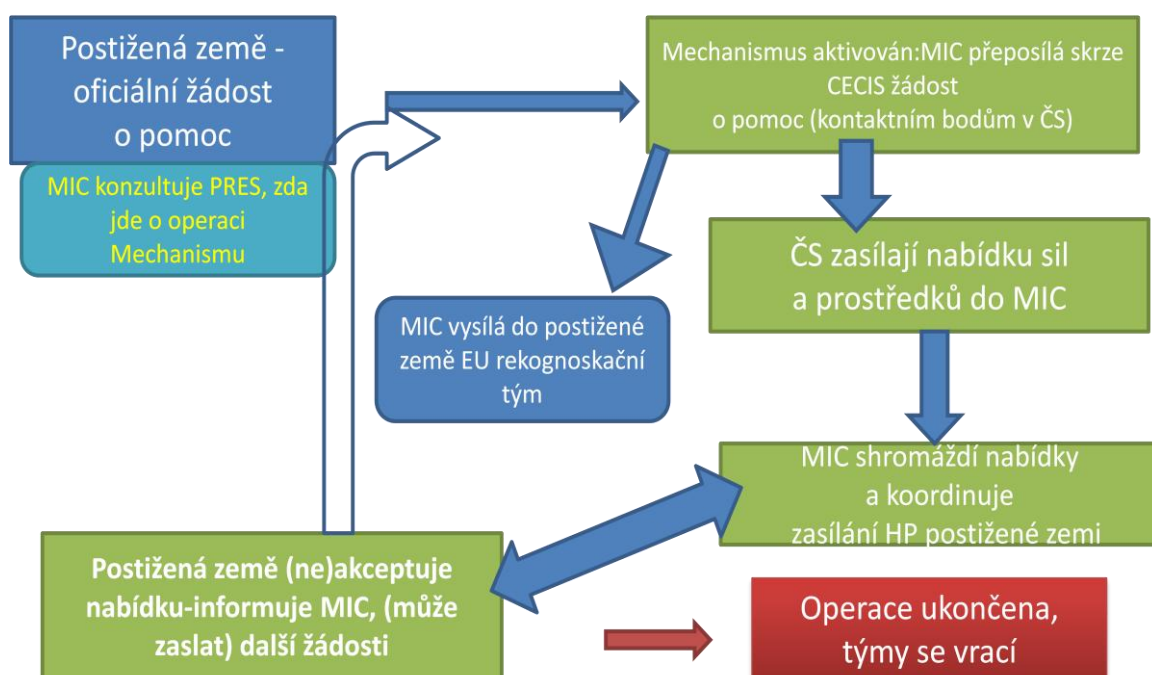 Postižená země -
oficiální žádost
o pomoc
MIC konzultuje PRES, zda
jde o operaci
Mechanismu
Mechanismus aktivován:MIC přeposílá skrze
CECIS žádost
o pomoc (kontaktním bodům v ČS)
ČS zasílají nabídku sil
a prostředků do MIC
MIC vysílá do postižené
země EU rekognoskační
tým
MIC shromáždí nabídky
a koordinuje
zasílání HP postižené zemi
Postižená země (ne)akceptuje
nabídku-informuje MIC, (může
zaslat) další žádosti
Operace ukončena,
týmy se vrací